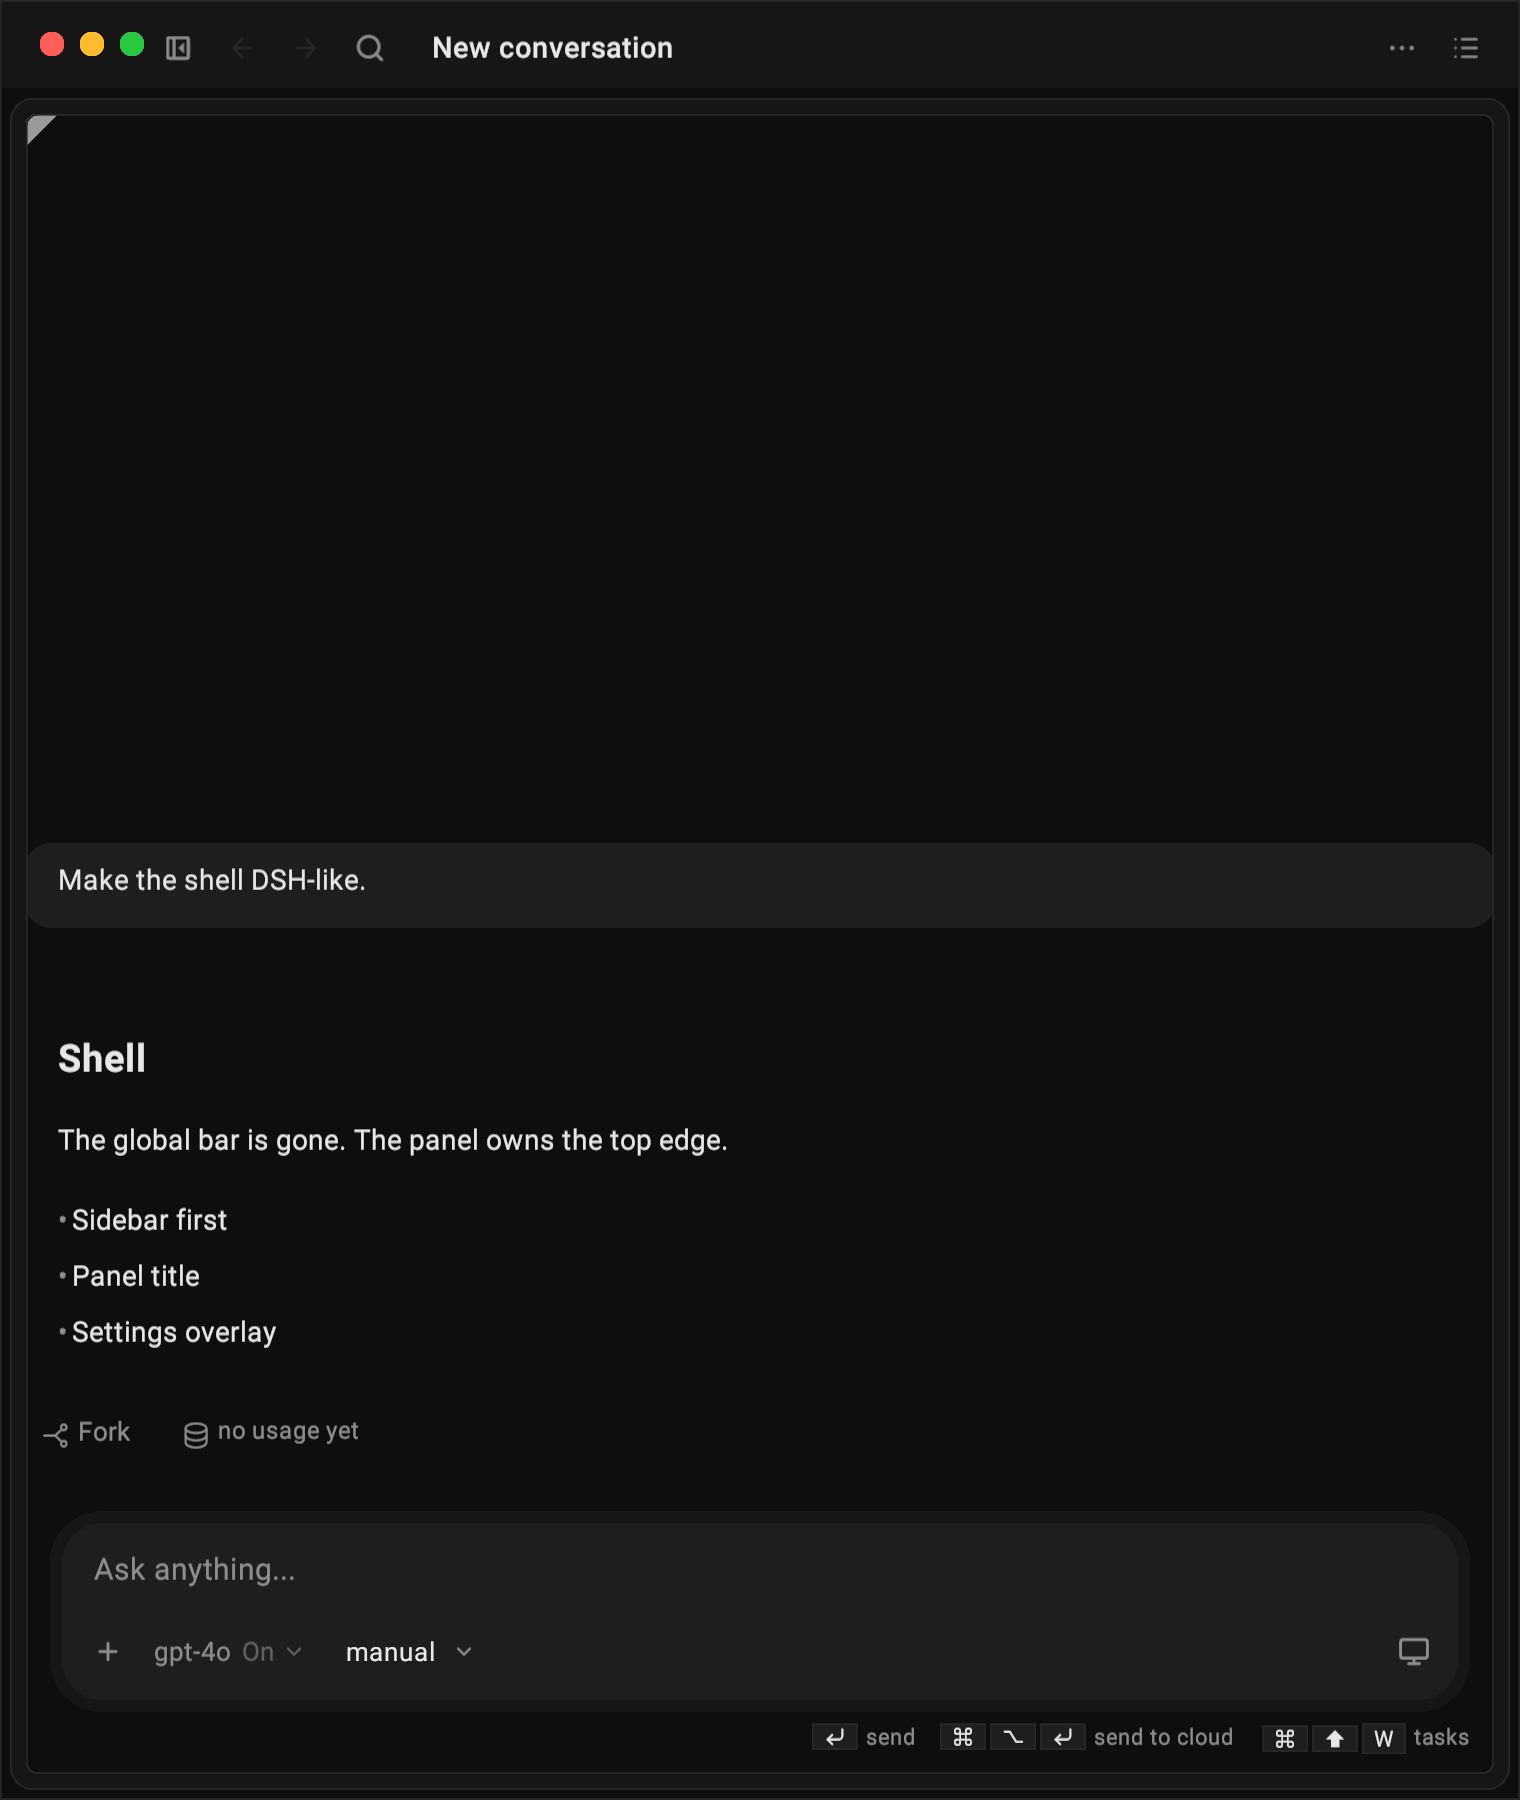 New conversation
Make the shell DSH-like.
Shell
The global bar is gone. The panel owns the top edge.
• Sidebar first
• Panel title
• Settings overlay
Fork no usage yet
Ask anything...
+ gpt-4o On manual
↵ send ⌘ ⌥ ↵ send to cloud ⌘ ⬆ W tasks